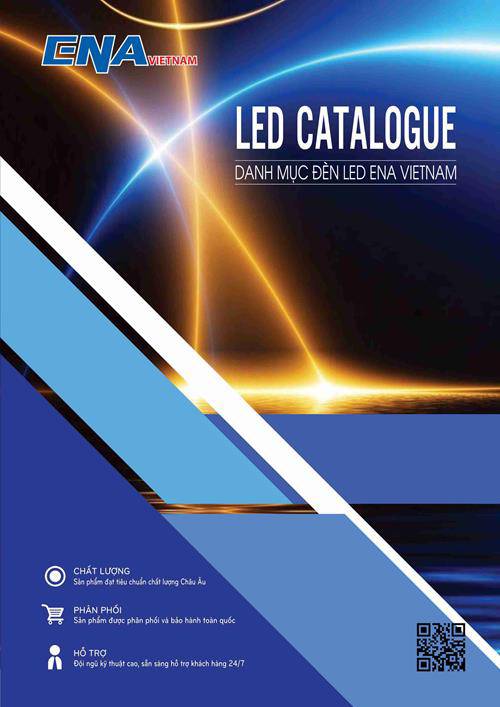 ENA VIETNAM
LED CATALOGUE
DANH MỤC ĐÈN LED ENA VIETNAM
CHẤT LƯỢNG
Sản phẩm đạt tiêu chuẩn chất lượng Châu Âu
PHÂN PHỐI
Sản phẩm được phân phối và bảo hành toàn quốc
HỖ TRỢ
Đội ngũ kỹ thuật cao, sẵn sàng hỗ trợ khách hàng 24/7